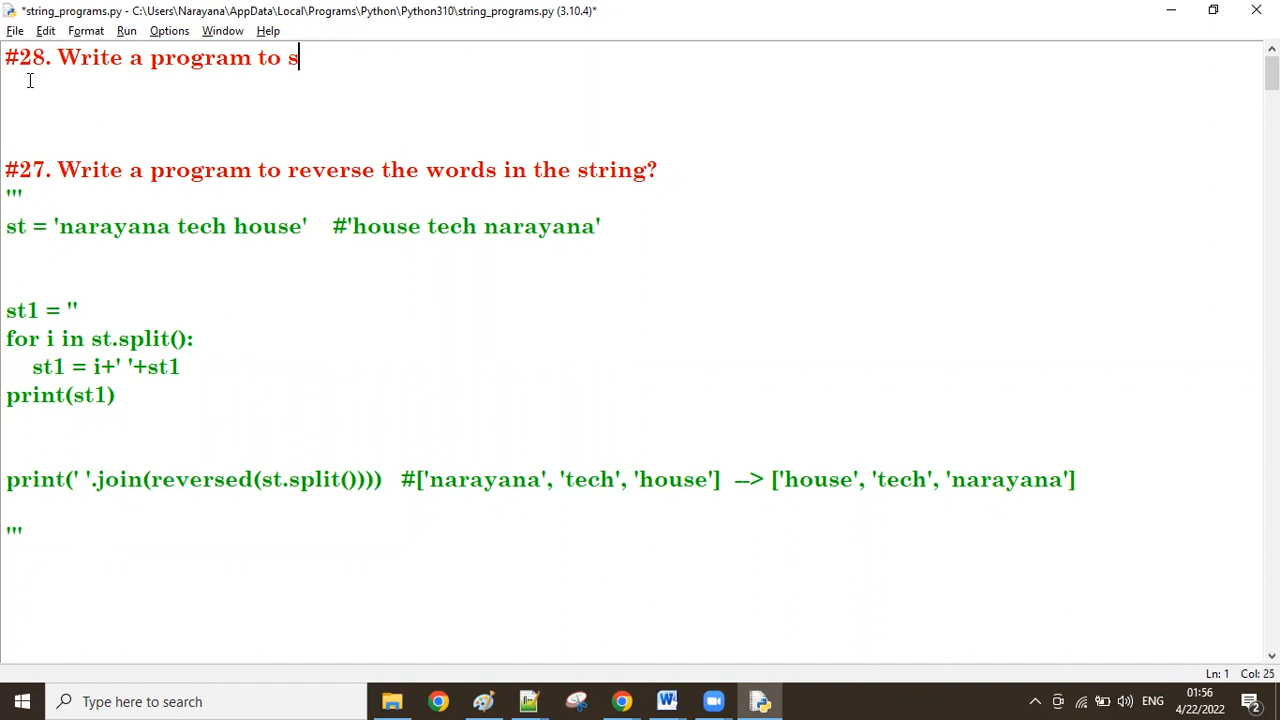 *string_programs.py - C:\Users\Narayana\AppData\Local\Programs\Python\Python310\string_programs.py (3.10.4)*
File Edit Format Run Options Window Help
#28. Write a program to s
#27. Write a program to reverse the words in the string?
'''
st = 'narayana tech house'    #'house tech narayana'
st1 = ''
for i in st.split():
    st1 = i+' '+st1
print(st1)
print(' '.join(reversed(st.split())))   #['narayana', 'tech', 'house']  --> ['house', 'tech', 'narayana']
'''
Ln: 1 Col: 25
Type here to search
ENG
01:56
4/22/2022
2